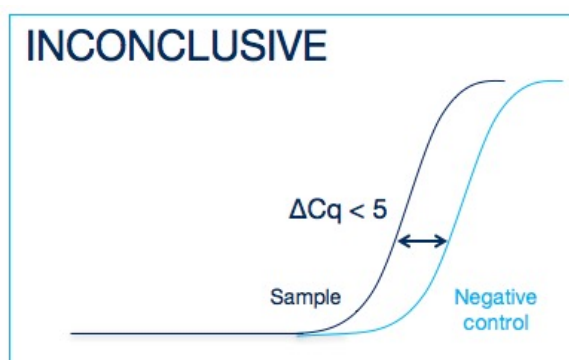 INCONCLUSIVE
ΔCq < 5
Sample
Negative
control